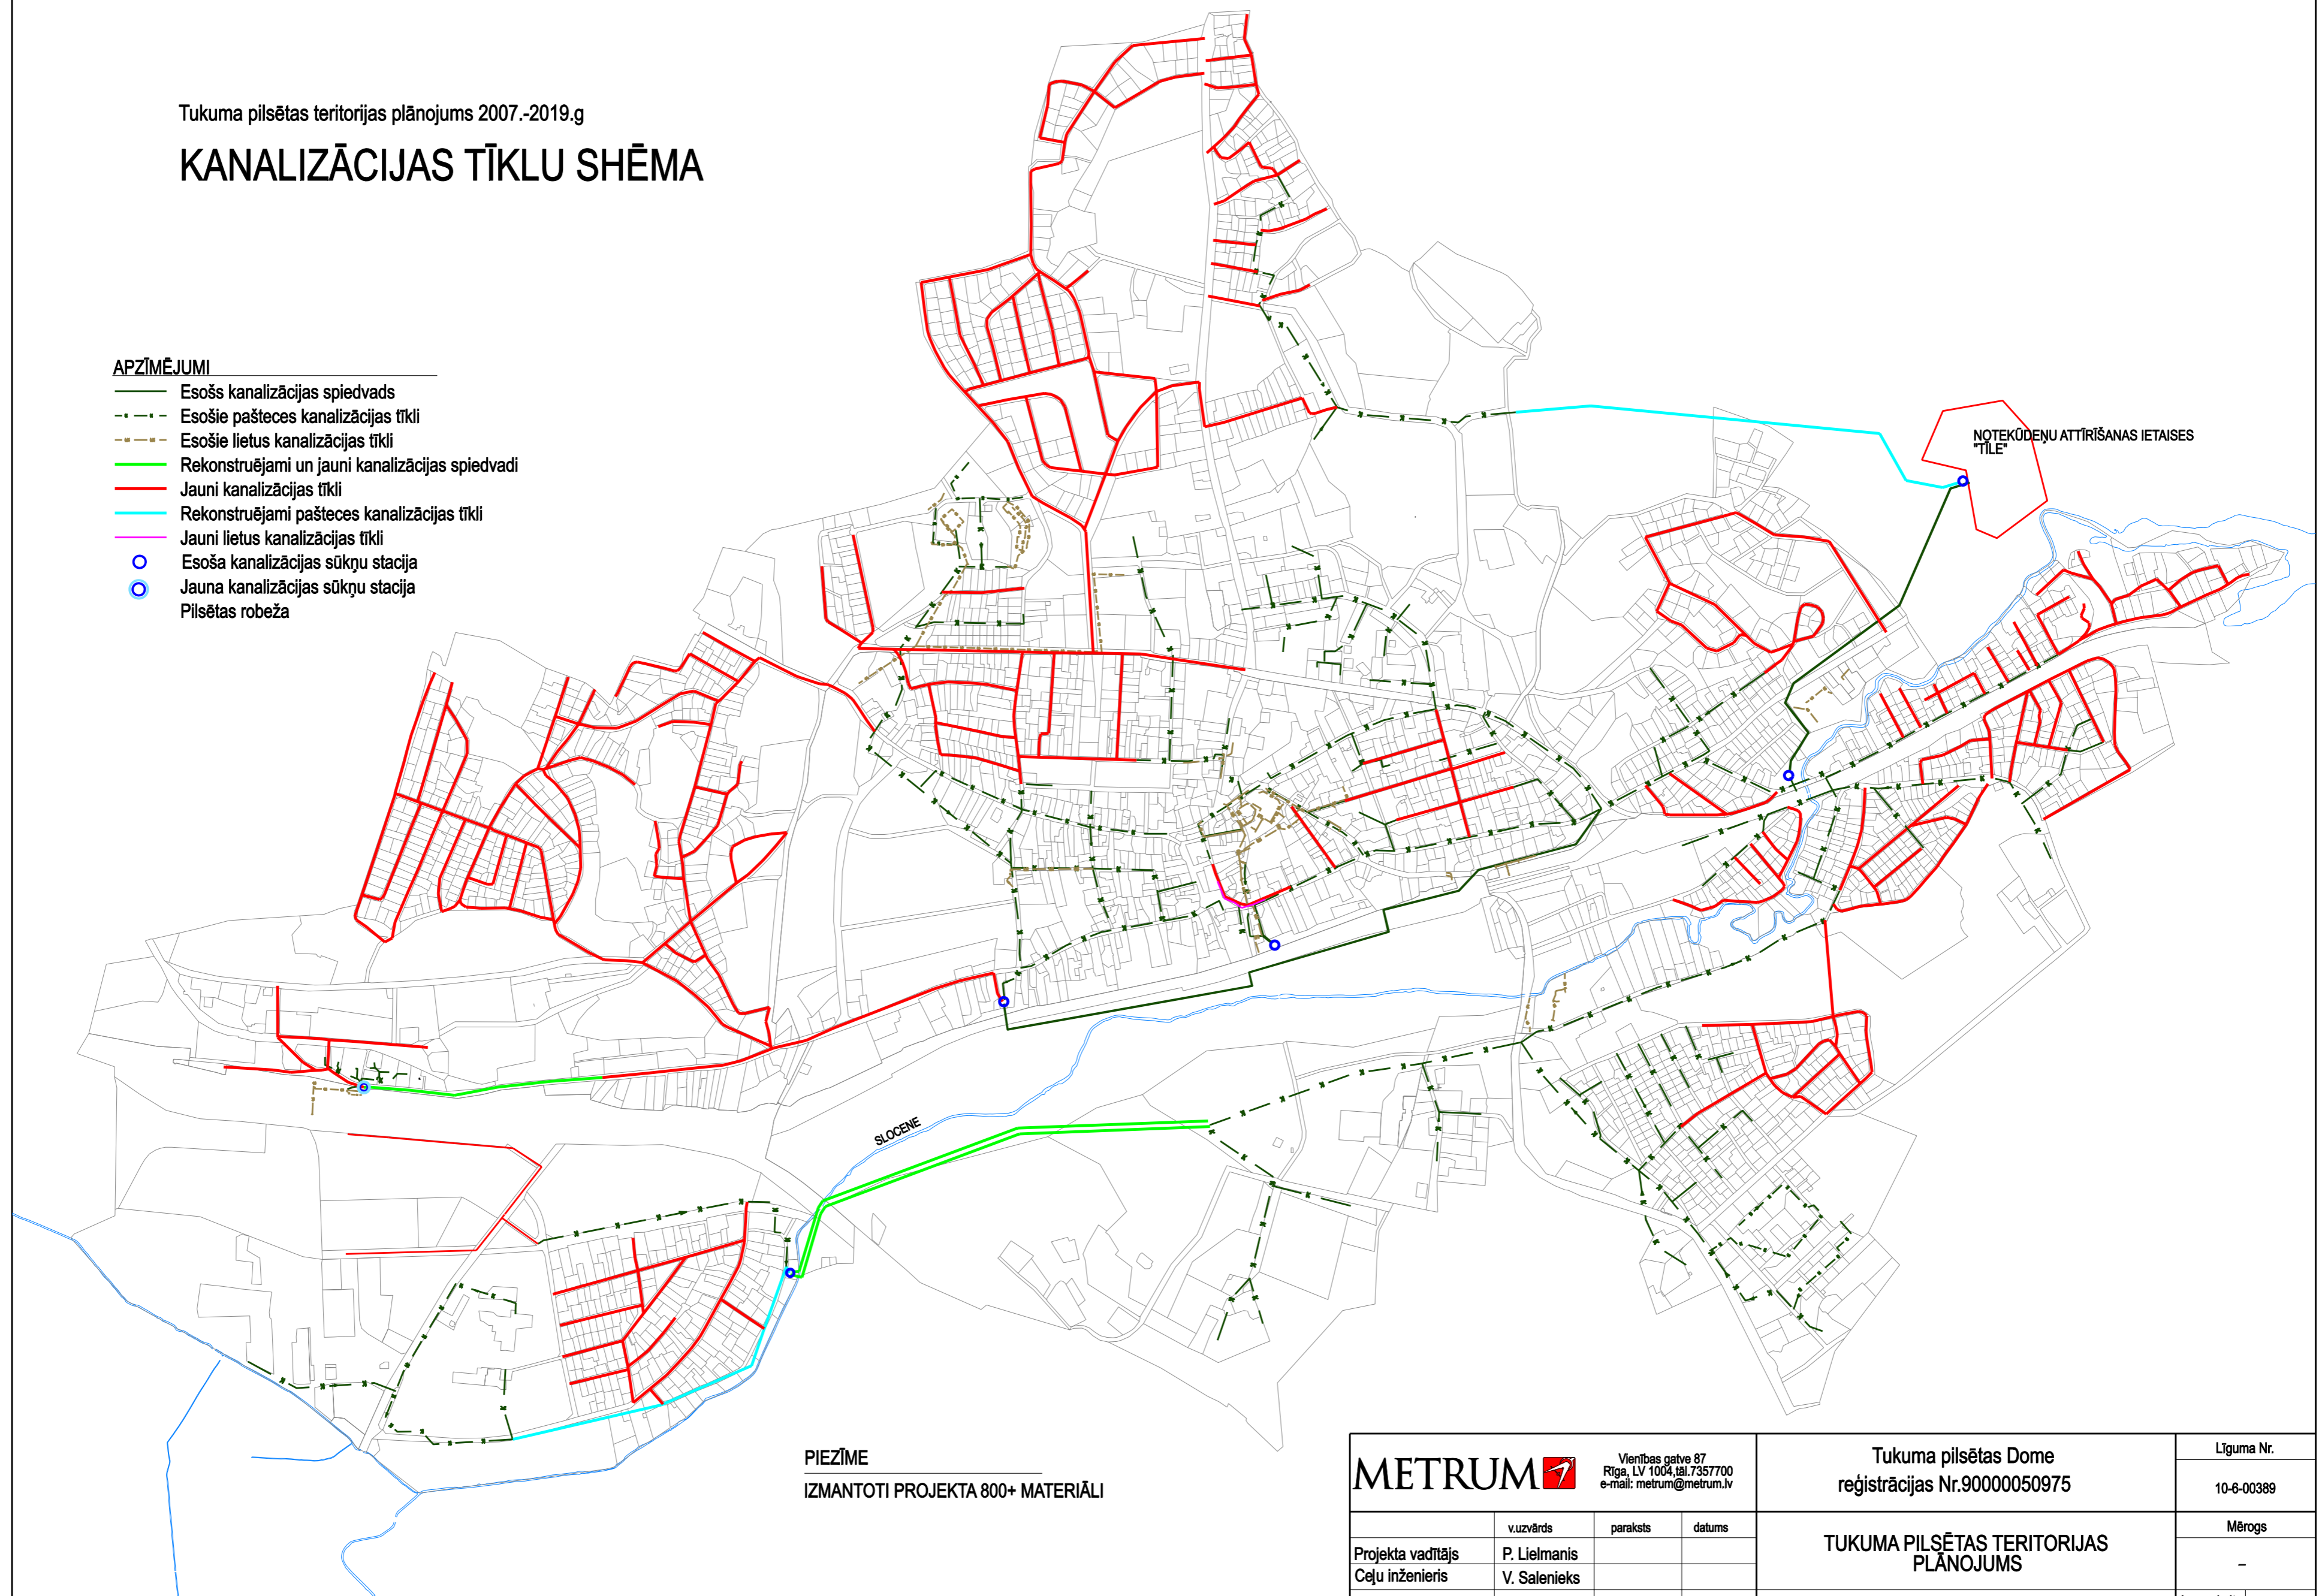 Tukuma pilsētas teritorijas plānojums 2007.-2019.g
KANALIZĀCIJAS TĪKLU SHĒMA
APZĪMĒJUMI
Esošs kanalizācijas spiedvads
Esošie pašteces kanalizācijas tīkli
Esošie lietus kanalizācijas tīkli
Rekonstruējami un jauni kanalizācijas spiedvadi
Jauni kanalizācijas tīkli
Rekonstruējami pašteces kanalizācijas tīkli
Jauni lietus kanalizācijas tīkli
Esoša kanalizācijas sūkņu stacija
Jauna kanalizācijas sūkņu stacija
Pilsētas robeža
NOTEKŪDEŅU ATTĪRĪŠANAS IETAISES
"TĪLE"
SLOCENE
PIEZĪME
IZMANTOTI PROJEKTA 800+ MATERIĀLI
METRUM
Vienības gatve 87
Rīga, LV 1004,tāl.7357700
e-mail: metrum@metrum.lv
Tukuma pilsētas Dome
reģistrācijas Nr.90000050975
Līguma Nr.
10-6-00389
v.uzvārds paraksts datums
Projekta vadītājs P. Lielmanis
Ceļu inženieris V. Salenieks
TUKUMA PILSĒTAS TERITORIJAS
PLĀNOJUMS
Mērogs
–